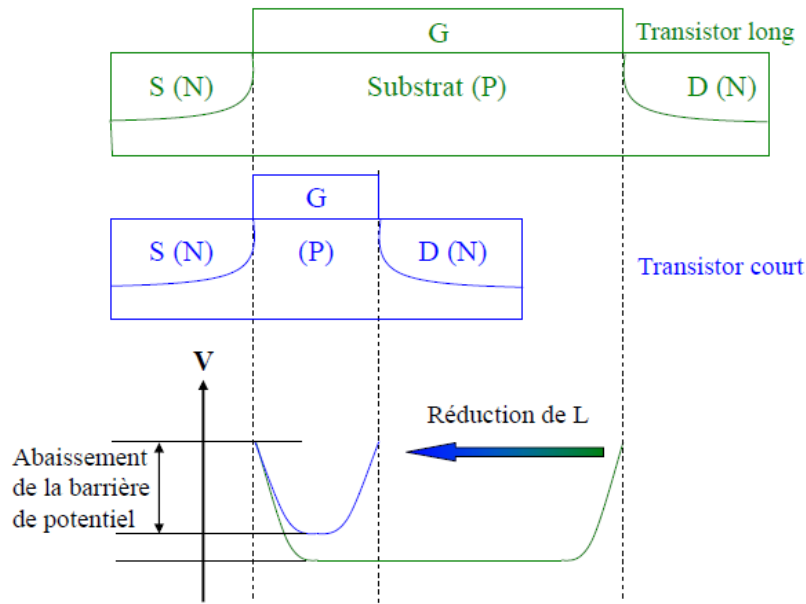 G
Transistor long
S (N)
Substrat (P)
D (N)
G
S (N)
(P)
D (N)
Transistor court
V
Réduction de L
Abaissement
de la barrière
de potentiel